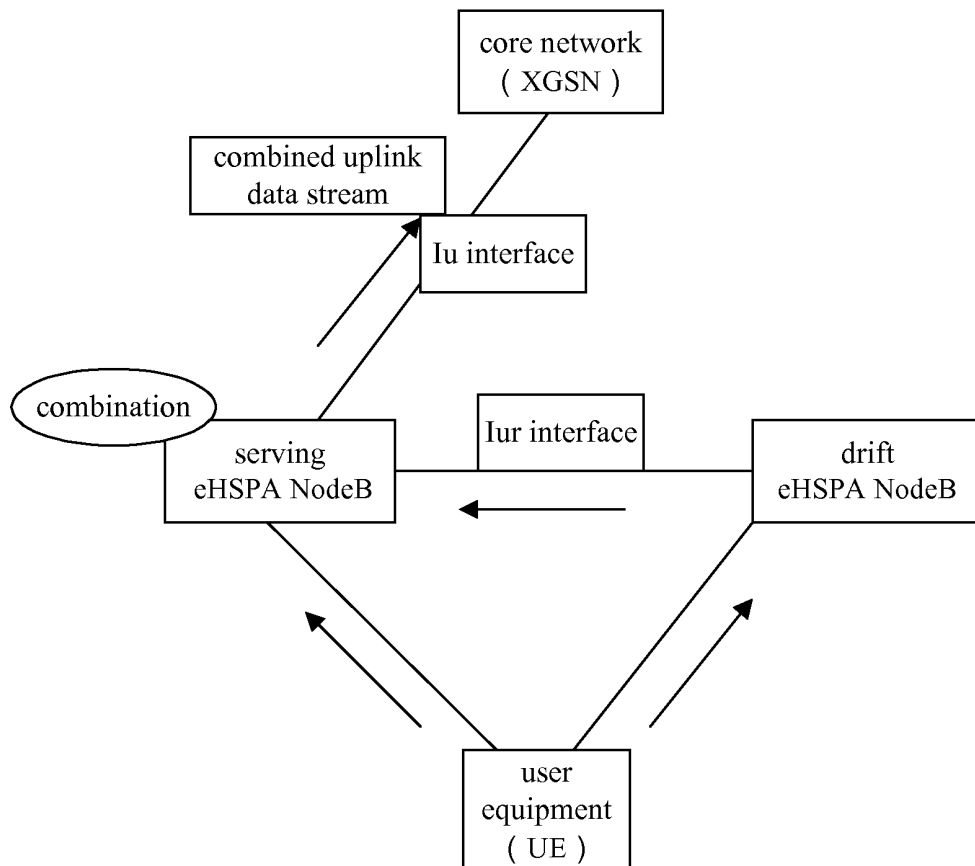 core network
( XGSN )
combined uplink
data stream
Iu interface
combination
serving
eHSPA NodeB
Iur interface
drift
eHSPA NodeB
user
equipment
( UE )